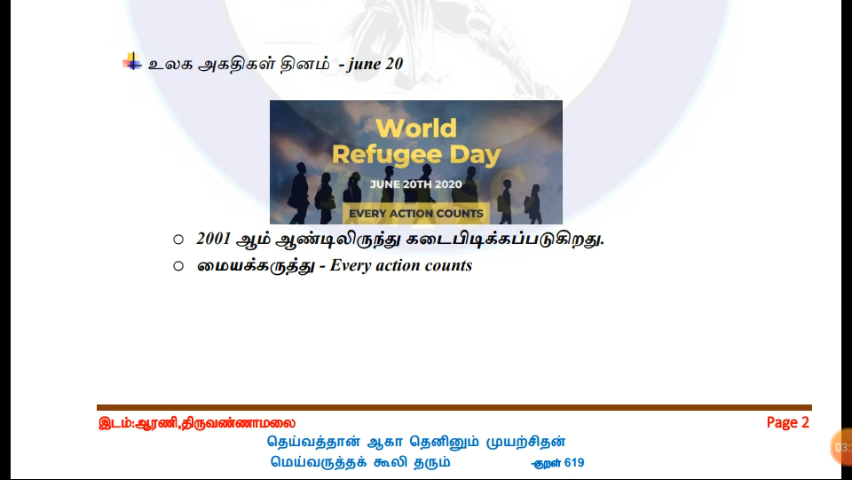 உலக அகதிகள் தினம் - june 20
World
Refugee Day
JUNE 20TH 2020
EVERY ACTION COUNTS
2001 ஆம் ஆண்டிலிருந்து கடைபிடிக்கப்படுகிறது.
மையக்கருத்து - Every action counts
இடம்:ஆரணி,திருவண்ணாமலை Page 2
தெய்வத்தான் ஆகா தெனினும் முயற்சிதன்
மெய்வருத்தக் கூலி தரும் -குறள் 619